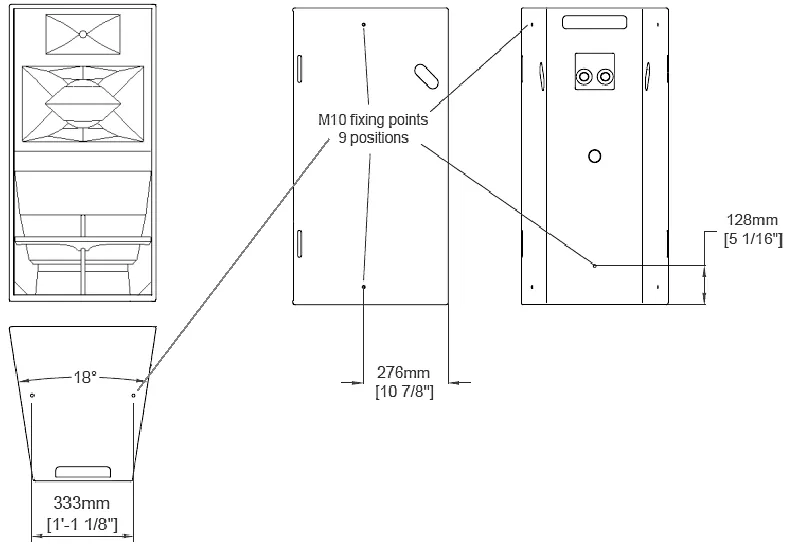 M10 fixing points
9 positions
128mm
[5 1/16"]
276mm
[10 7/8"]
18°
333mm
[1'-1 1/8"]